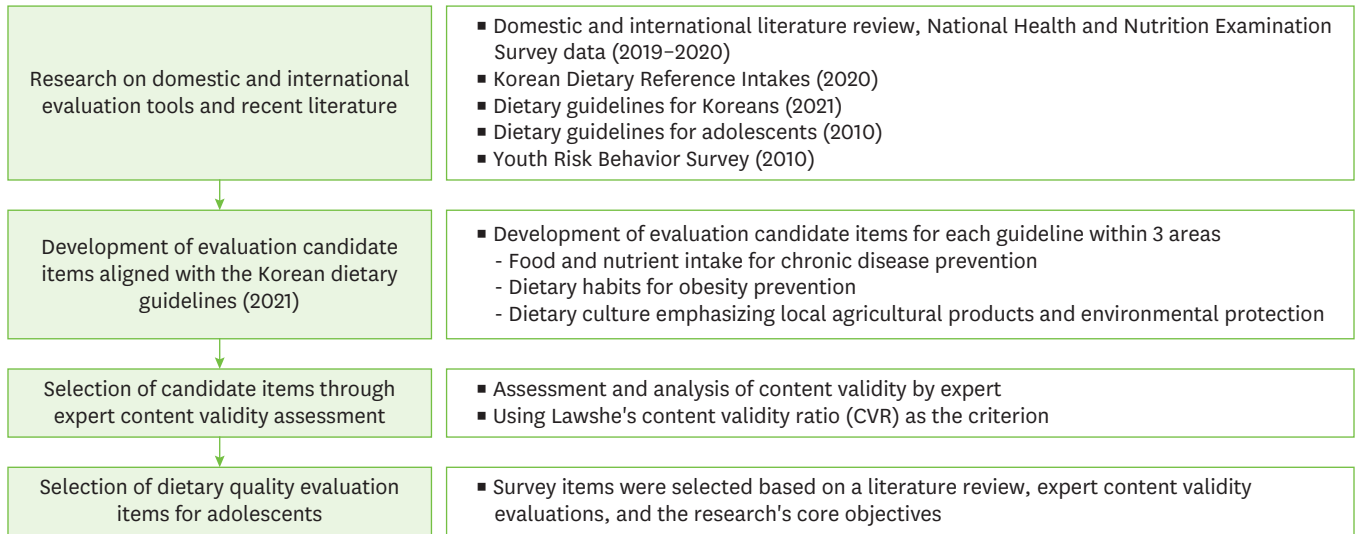 Research on domestic and international
evaluation tools and recent literature
■ Domestic and international literature review, National Health and Nutrition Examination
Survey data (2019–2020)
■ Korean Dietary Reference Intakes (2020)
■ Dietary guidelines for Koreans (2021)
■ Dietary guidelines for adolescents (2010)
■ Youth Risk Behavior Survey (2010)
Development of evaluation candidate
items aligned with the Korean dietary
guidelines (2021)
■ Development of evaluation candidate items for each guideline within 3 areas
- Food and nutrient intake for chronic disease prevention
- Dietary habits for obesity prevention
- Dietary culture emphasizing local agricultural products and environmental protection
Selection of candidate items through
expert content validity assessment
■ Assessment and analysis of content validity by expert
■ Using Lawshe's content validity ratio (CVR) as the criterion
Selection of dietary quality evaluation
items for adolescents
■ Survey items were selected based on a literature review, expert content validity
evaluations, and the research's core objectives